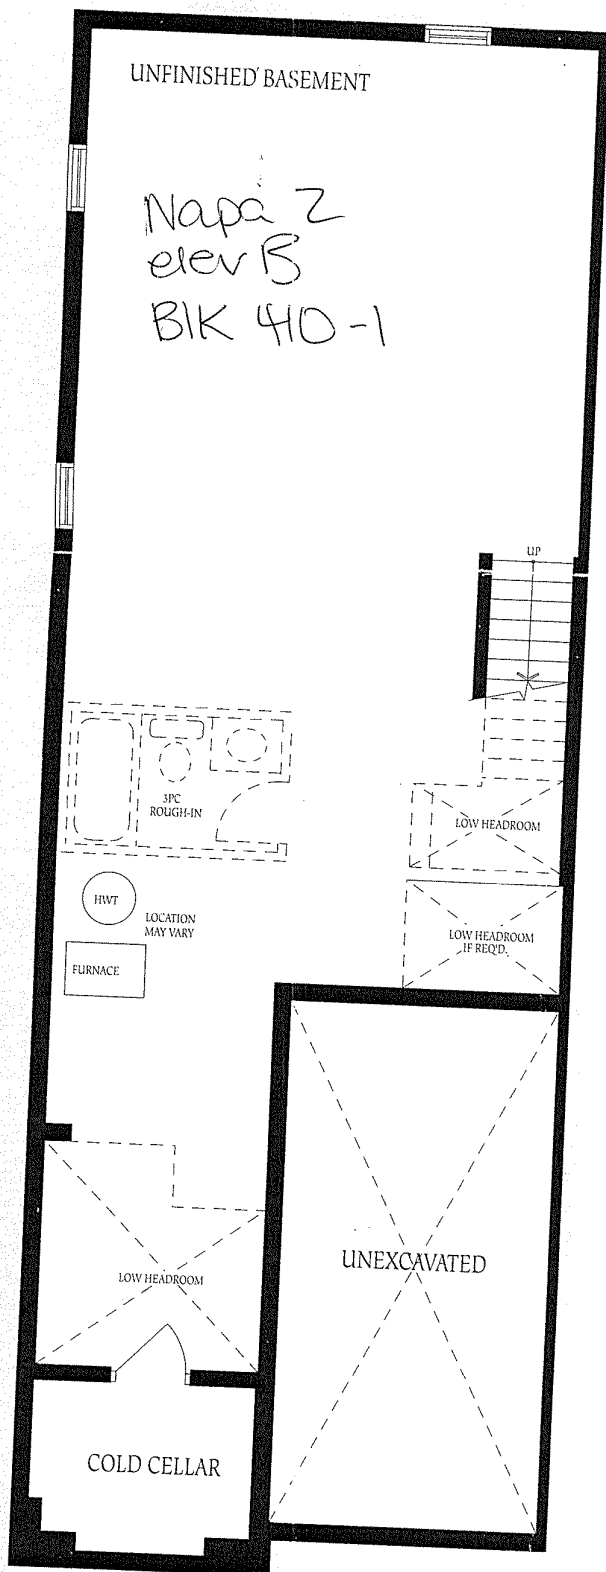 UNFINISHED BASEMENT
Napa 2
elev B
BIK 410-1
UP
3PC
ROUGH-IN
LOW HEADROOM
HWT
LOCATION
MAY VARY
LOW HEADROOM
IF REQ'D.
FURNACE
UNEXCAVATED
LOW HEADROOM
COLD CELLAR